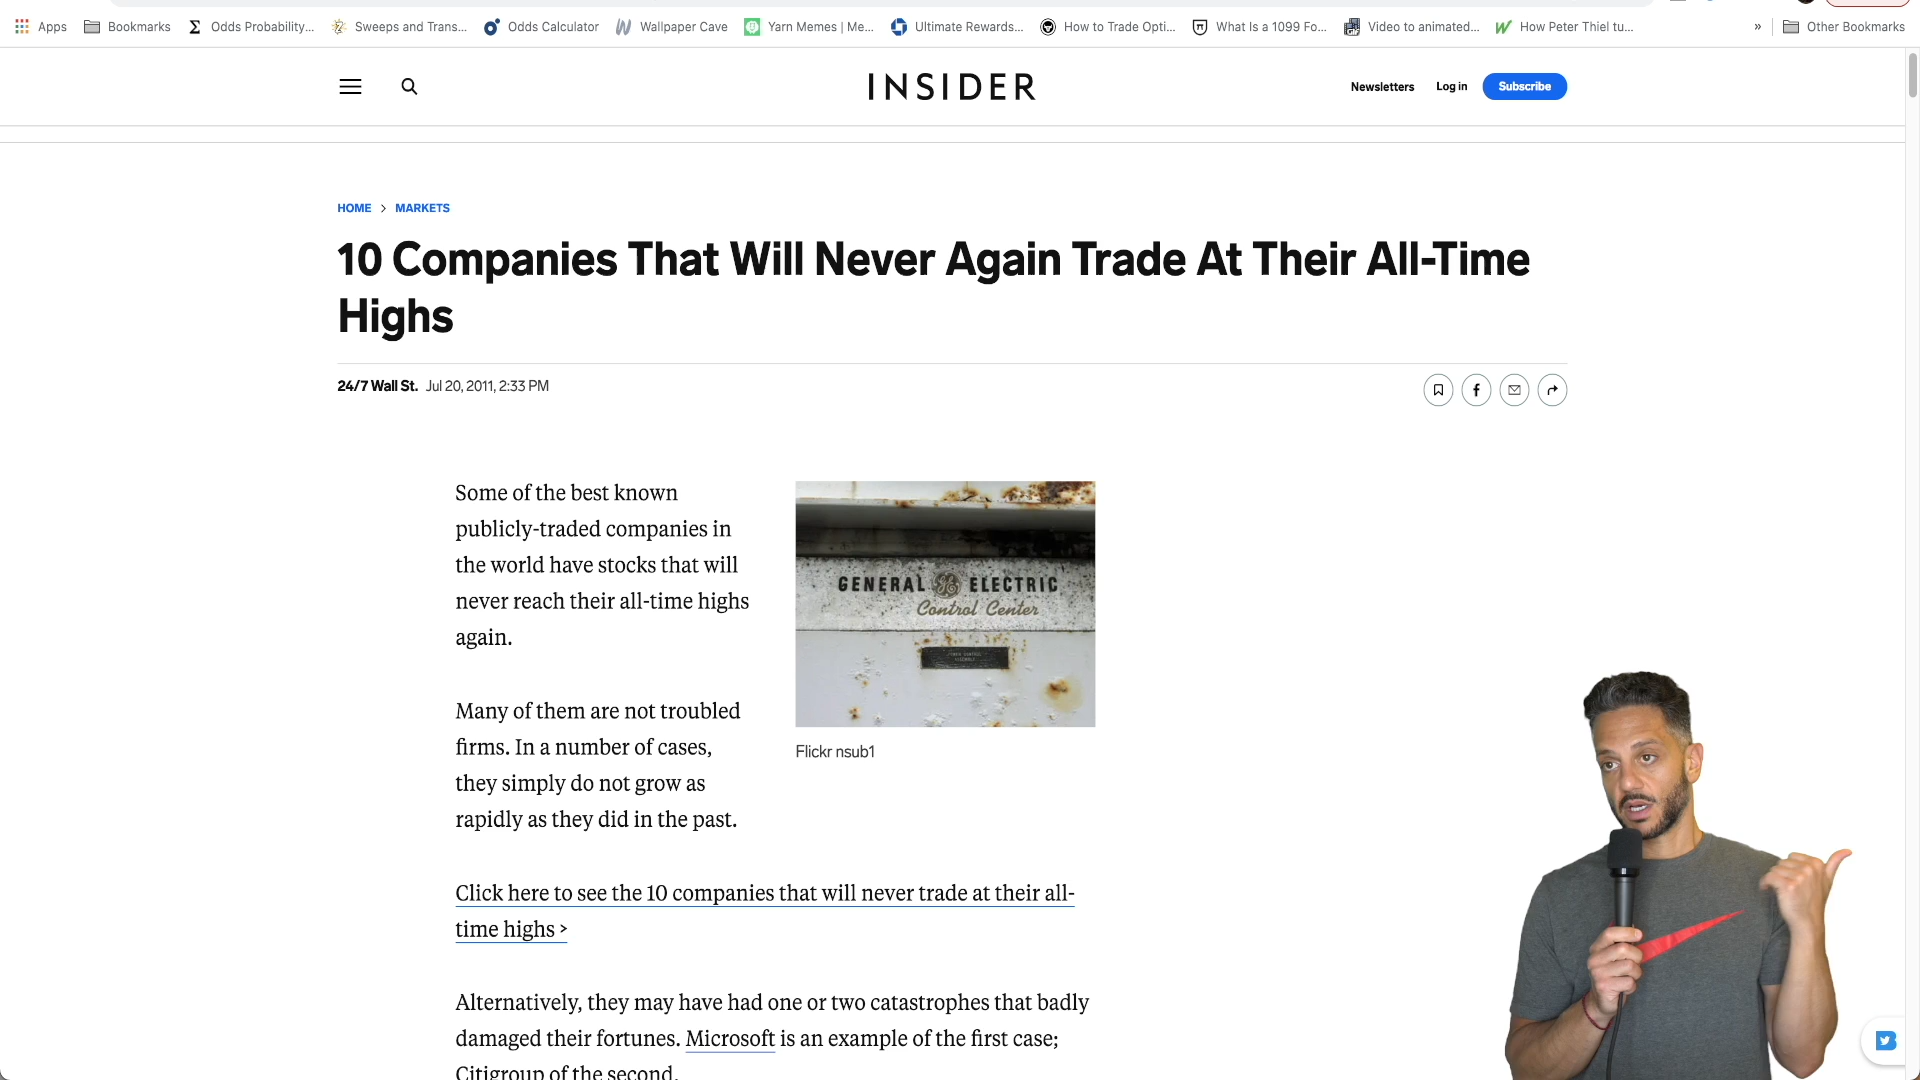 Apps Bookmarks Odds Probability... Sweeps and Trans... Odds Calculator Wallpaper Cave Yarn Memes | Me... Ultimate Rewards... How to Trade Opti... What Is a 1099 Fo... Video to animated... How Peter Thiel tu... » Other Bookmarks
INSIDER
Newsletters Log in Subscribe
HOME > MARKETS
10 Companies That Will Never Again Trade At Their All-Time
Highs
24/7 Wall St. Jul 20, 2011, 2:33 PM
Some of the best known
publicly-traded companies in
the world have stocks that will
never reach their all-time highs
again.
GENERAL GE ELECTRIC
Control Center
Flickr nsub1
Many of them are not troubled
firms. In a number of cases,
they simply do not grow as
rapidly as they did in the past.
Click here to see the 10 companies that will never trade at their all-
time highs >
Alternatively, they may have had one or two catastrophes that badly
damaged their fortunes. Microsoft is an example of the first case;
Citigroup of the second.